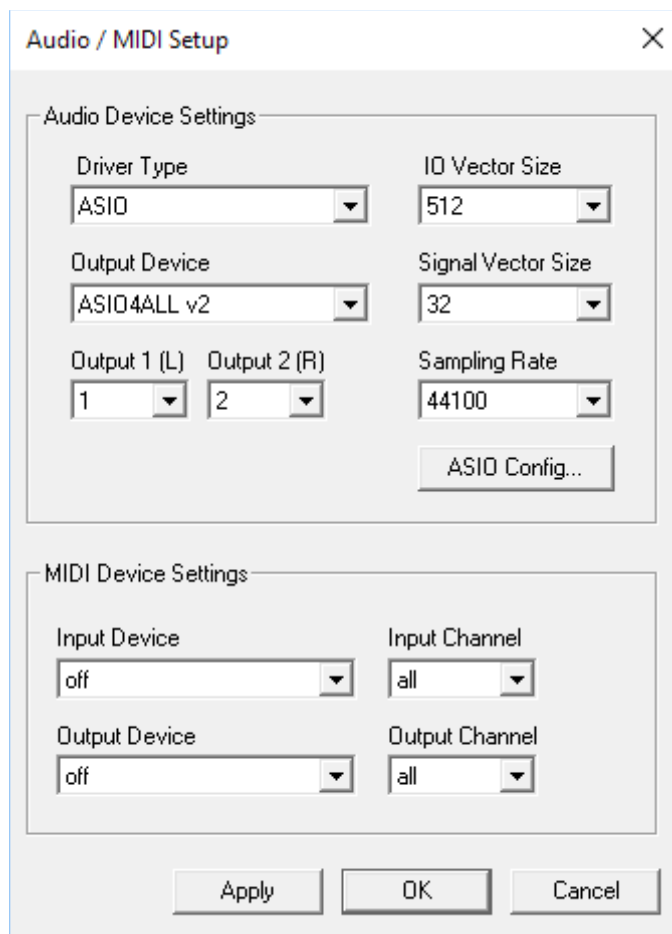 Audio / MIDI Setup
Audio Device Settings
Driver Type IO Vector Size
ASIO 512
Output Device Signal Vector Size
ASIO4ALL v2 32
Output 1 (L) Output 2 (R) Sampling Rate
1 2 44100
ASIO Config...
MIDI Device Settings
Input Device Input Channel
off all
Output Device Output Channel
off all
Apply OK Cancel